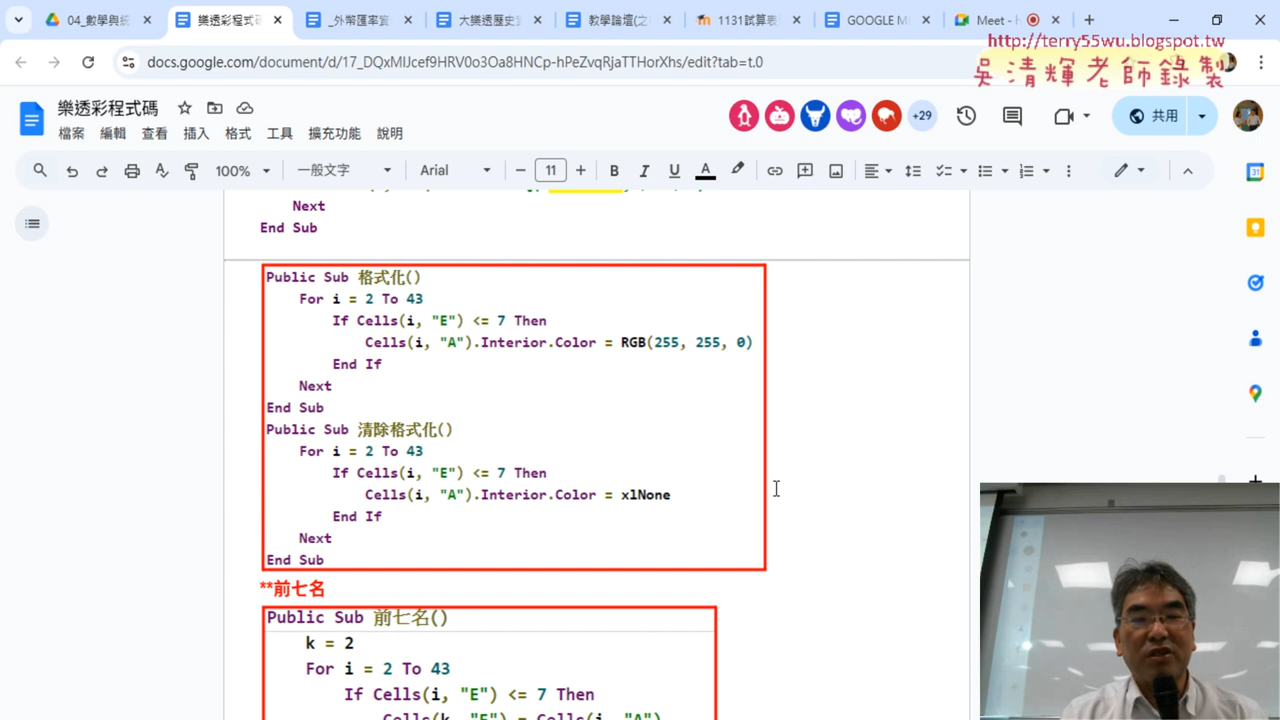 04_數學與統
樂透彩程式碼
_外幣匯率資
大樂透歷史
教學論壇(之
1131試算表
GOOGLE M
Meet -
http://terry55wu.blogspot.tw
docs.google.com/document/d/17_DQxMIJcef9HRV0o3Oa8HNCp-hPeZvqRjaTTHorXhs/edit?tab=t.0
吳清輝老師錄製
樂透彩程式碼
檔案 編輯 查看 插入 格式 工具 擴充功能 說明
+29
共用
100% 一般文字 Arial 11 B I U A
31
Next
End Sub
Public Sub 格式化()
For i = 2 To 43
If Cells(i, "E") <= 7 Then
Cells(i, "A").Interior.Color = RGB(255, 255, 0)
End If
Next
End Sub
Public Sub 清除格式化()
For i = 2 To 43
If Cells(i, "E") <= 7 Then
Cells(i, "A").Interior.Color = xlNone
End If
Next
End Sub
**前七名
Public Sub 前七名()
k = 2
For i = 2 To 43
If Cells(i, "E") <= 7 Then
Cells(k, "F") = Cells(i, "A")